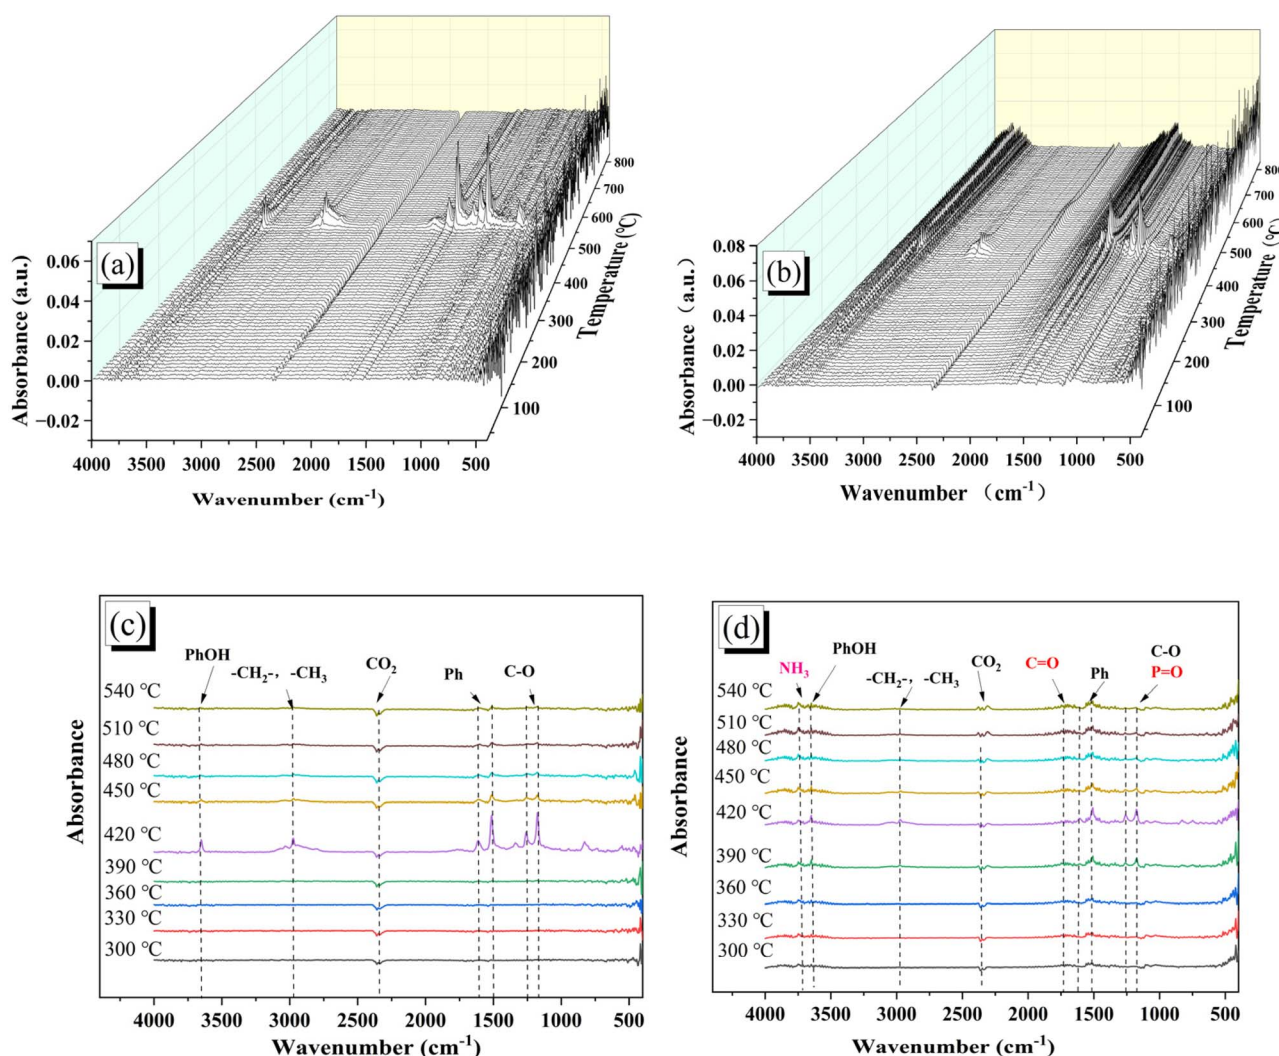 (a)
Absorbance (a.u.)
0.06
0.04
0.02
0.00
−0.02
4000 3500 3000 2500 2000 1500 1000 500
Wavenumber (cm-1)
100
200
300
400
500
600
700
800
Temperature (°C)
(b)
Absorbance (a.u.)
0.08
0.06
0.04
0.02
0.00
−0.02
4000 3500 3000 2500 2000 1500 1000 500
Wavenumber (cm-1)
100
200
300
400
500
600
700
800
Temperature (°C)
(c)
Absorbance
PhOH
-CH2-, -CH3
CO2
Ph
C-O
540 ℃
510 ℃
480 ℃
450 ℃
420 ℃
390 ℃
360 ℃
330 ℃
300 ℃
4000 3500 3000 2500 2000 1500 1000 500
Wavenumber (cm-1)
(d)
Absorbance
NH3
PhOH
-CH2-, -CH3
CO2
C=O
Ph
C-O
P=O
540 ℃
510 ℃
480 ℃
450 ℃
420 ℃
390 ℃
360 ℃
330 ℃
300 ℃
4000 3500 3000 2500 2000 1500 1000 500
Wavenumber (cm-1)